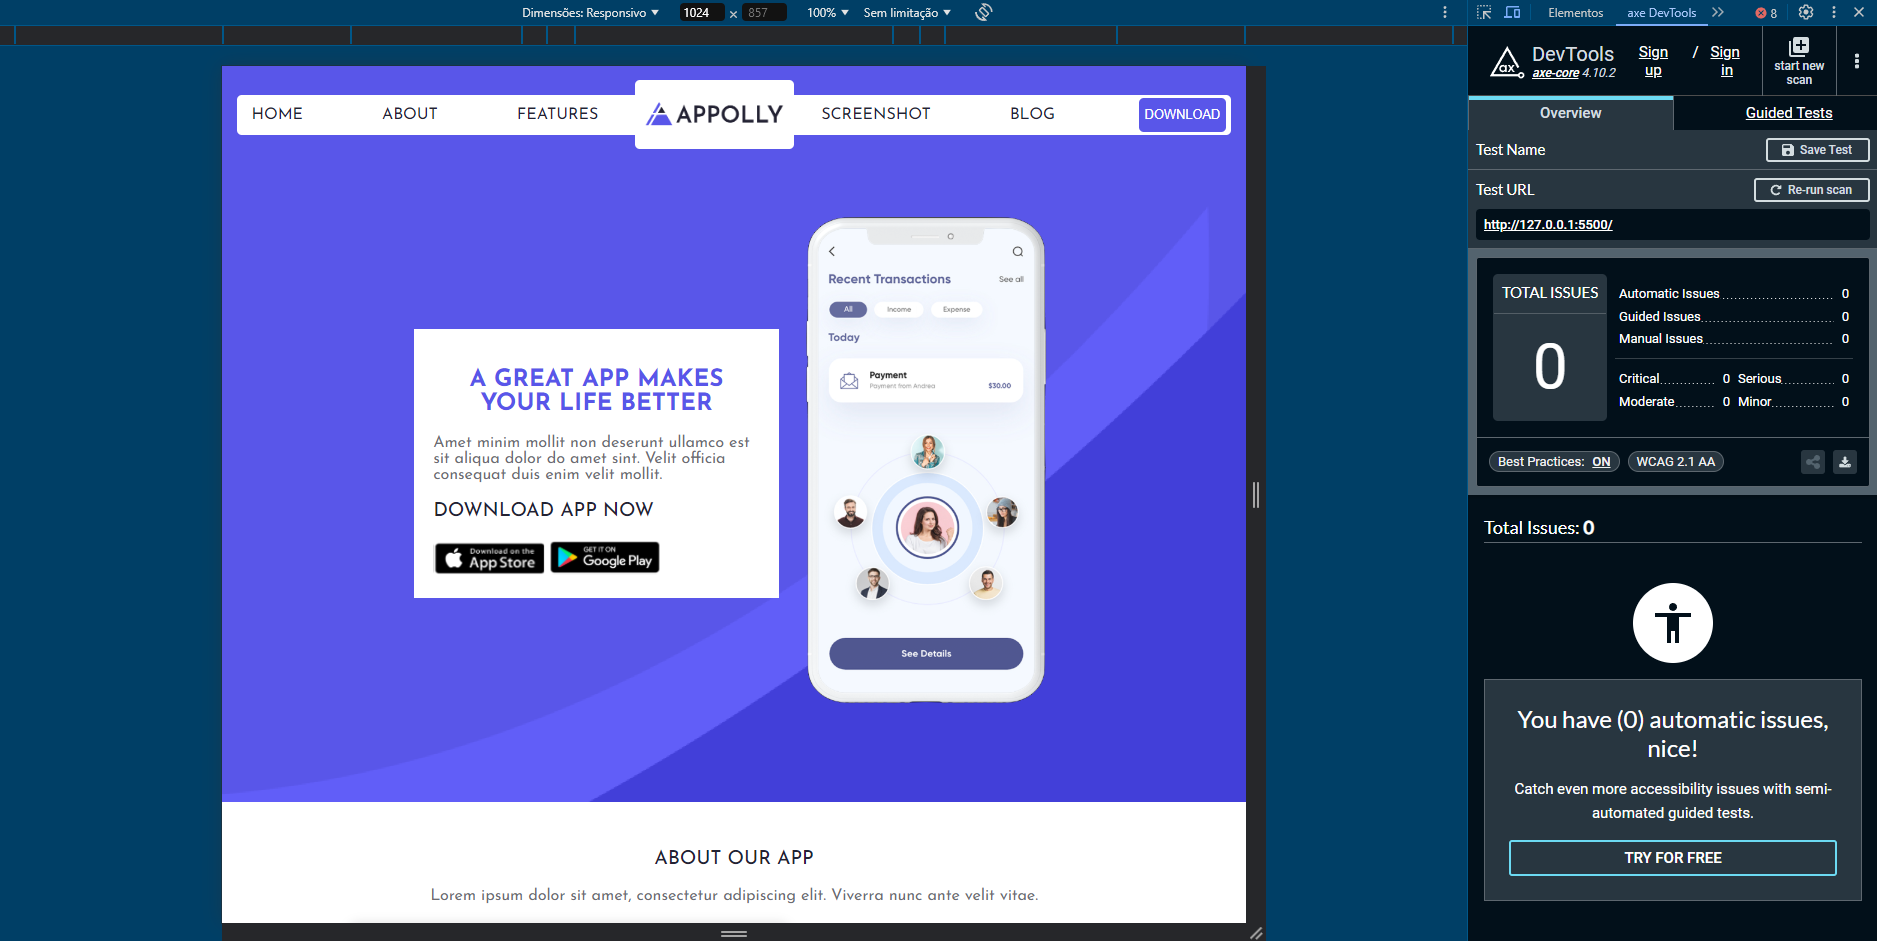 Dimensões: Responsivo
1024 × 857
100%
Sem limitação
Elementos
axe DevTools
8
HOME
ABOUT
FEATURES
APPOLLY
SCREENSHOT
BLOG
DOWNLOAD
Recent Transactions
See all
All
Income
Expense
Today
Payment
Payment from Andrea
$30.00
See Details
A GREAT APP MAKES
YOUR LIFE BETTER
Amet minim mollit non deserunt ullamco est
sit aliqua dolor do amet sint. Velit officia
consequat duis enim velit mollit.
DOWNLOAD APP NOW
Download on the
App Store
GET IT ON
Google Play
ABOUT OUR APP
Lorem ipsum dolor sit amet, consectetur adipiscing elit. Viverra nunc ante velit vitae.
ax
DevTools
axe-core 4.10.2
Sign
up
/
Sign
in
start new
scan
Overview
Guided Tests
Test Name
Save Test
Test URL
Re-run scan
http://127.0.0.1:5500/
TOTAL ISSUES
0
Automatic Issues 0
Guided Issues 0
Manual Issues 0
Critical 0 Serious 0
Moderate 0 Minor 0
Best Practices: ON
WCAG 2.1 AA
Total Issues: 0
You have (0) automatic issues,
nice!
Catch even more accessibility issues with semi-
automated guided tests.
TRY FOR FREE